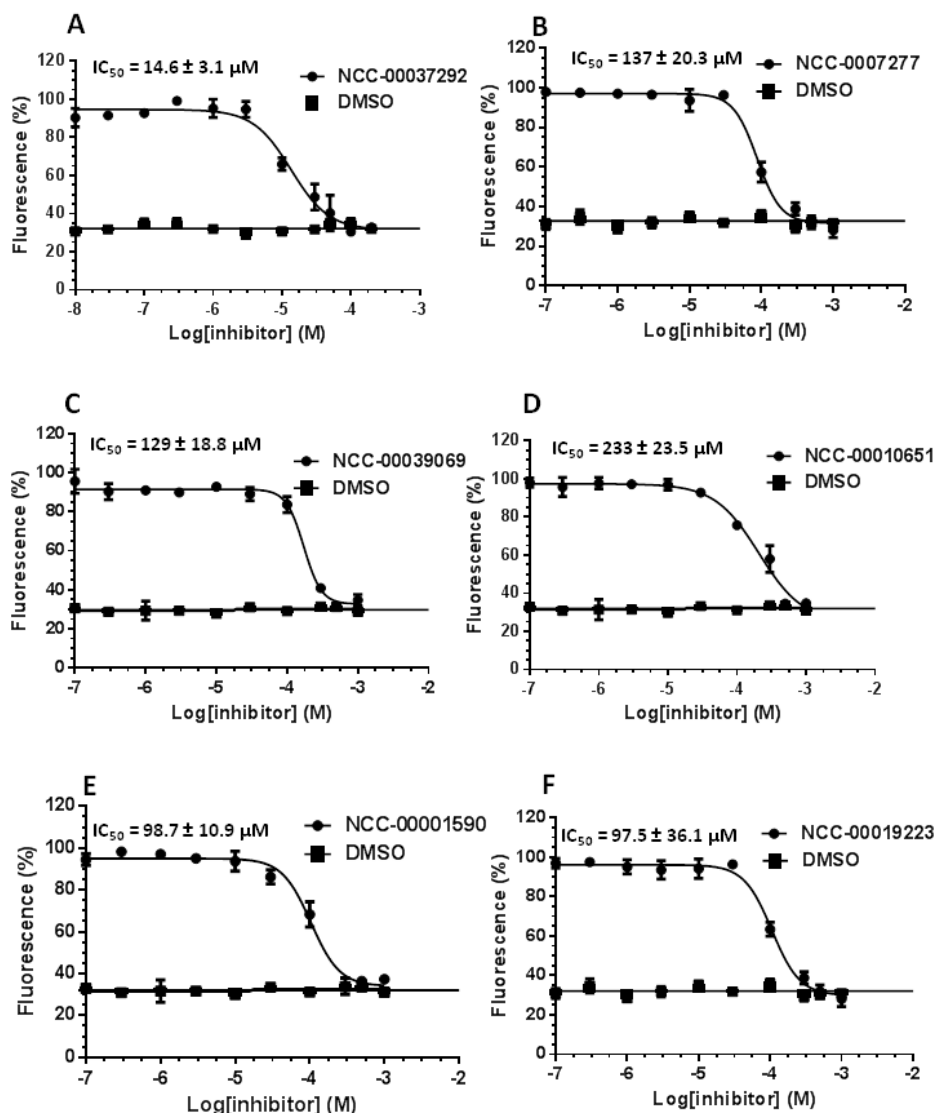 A
IC50 = 14.6 ± 3.1 μM
NCC-00037292
DMSO
Fluorescence (%)
120
100
80
60
40
20
0
-8
-7
-6
-5
-4
-3
Log[inhibitor] (M)
B
IC50 = 137 ± 20.3 μM
NCC-0007277
DMSO
Fluorescence (%)
120
100
80
60
40
20
0
-7
-6
-5
-4
-3
-2
Log[inhibitor] (M)
C
IC50 = 129 ± 18.8 μM
NCC-00039069
DMSO
Fluorescence (%)
120
100
80
60
40
20
0
-7
-6
-5
-4
-3
-2
Log[inhibitor] (M)
D
IC50 = 233 ± 23.5 μM
NCC-00010651
DMSO
Fluorescence (%)
120
100
80
60
40
20
0
-7
-6
-5
-4
-3
-2
Log[inhibitor] (M)
E
IC50 = 98.7 ± 10.9 μM
NCC-00001590
DMSO
Fluorescence (%)
120
100
80
60
40
20
0
-7
-6
-5
-4
-3
-2
Log[inhibitor] (M)
F
IC50 = 97.5 ± 36.1 μM
NCC-00019223
DMSO
Fluorescence (%)
120
100
80
60
40
20
0
-7
-6
-5
-4
-3
-2
Log[inhibitor] (M)